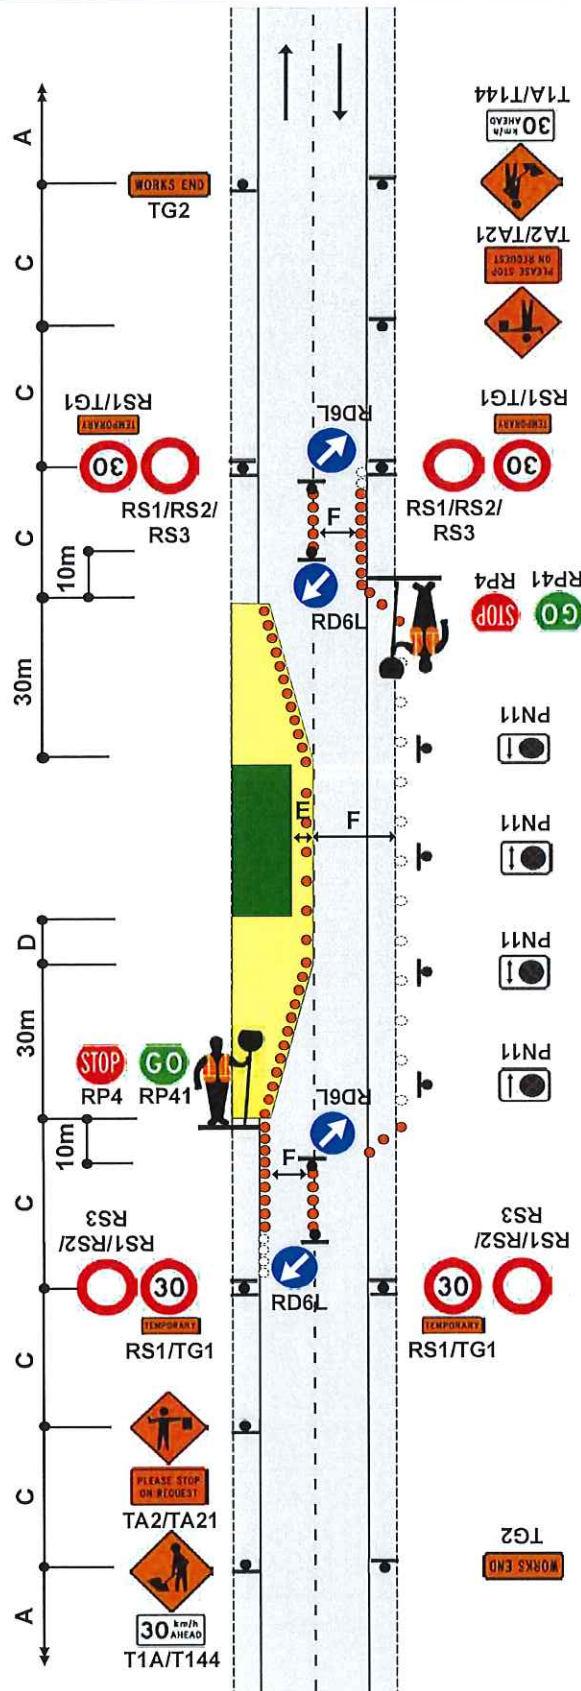 A
WORKS END
TG2
30 km/h
AHEAD
T1A/T144
C
PLEASE STOP
ON REQUEST
TA2/TA21
C
RS1/TG1
TEMPORARY
30
RS1/RS2/
RS3
RD6L
F
RD6L
RS1/TG1
TEMPORARY
30
RS1/RS2/
RS3
C
10m
STOP
RP4
GO
RP41
30m
PN11
E
F
PN11
D
PN11
30m
STOP
RP4
GO
RP41
PN11
10m
RD6L
F
RD6L
C
RS1/RS2/
RS3
30
TEMPORARY
RS1/TG1
30
TEMPORARY
RS1/TG1
RS1/RS2/
RS3
C
PLEASE STOP
ON REQUEST
TA2/TA21
C
30 km/h
AHEAD
T1A/T144
TG2
WORKS END
A